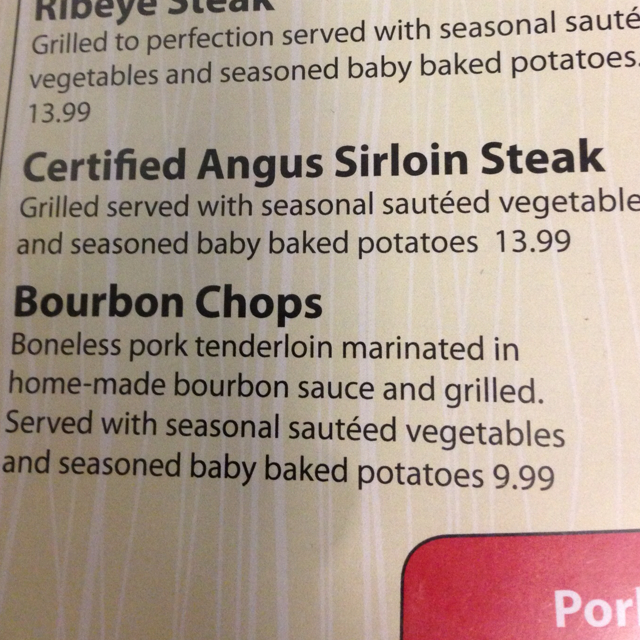 Ribeye Steak
Grilled to perfection served with seasonal
vegetables and seasoned baby baked potatoes.
13.99
Certified Angus Sirloin Steak
Grilled served with seasonal sautéed
and seasoned baby baked potatoes 13.99
Bourbon Chops
Boneless pork tenderloin marinated in
home-made bourbon sauce and grilled.
Served with seasonal sautéed vegetables
and seasoned baby baked potatoes 9.99